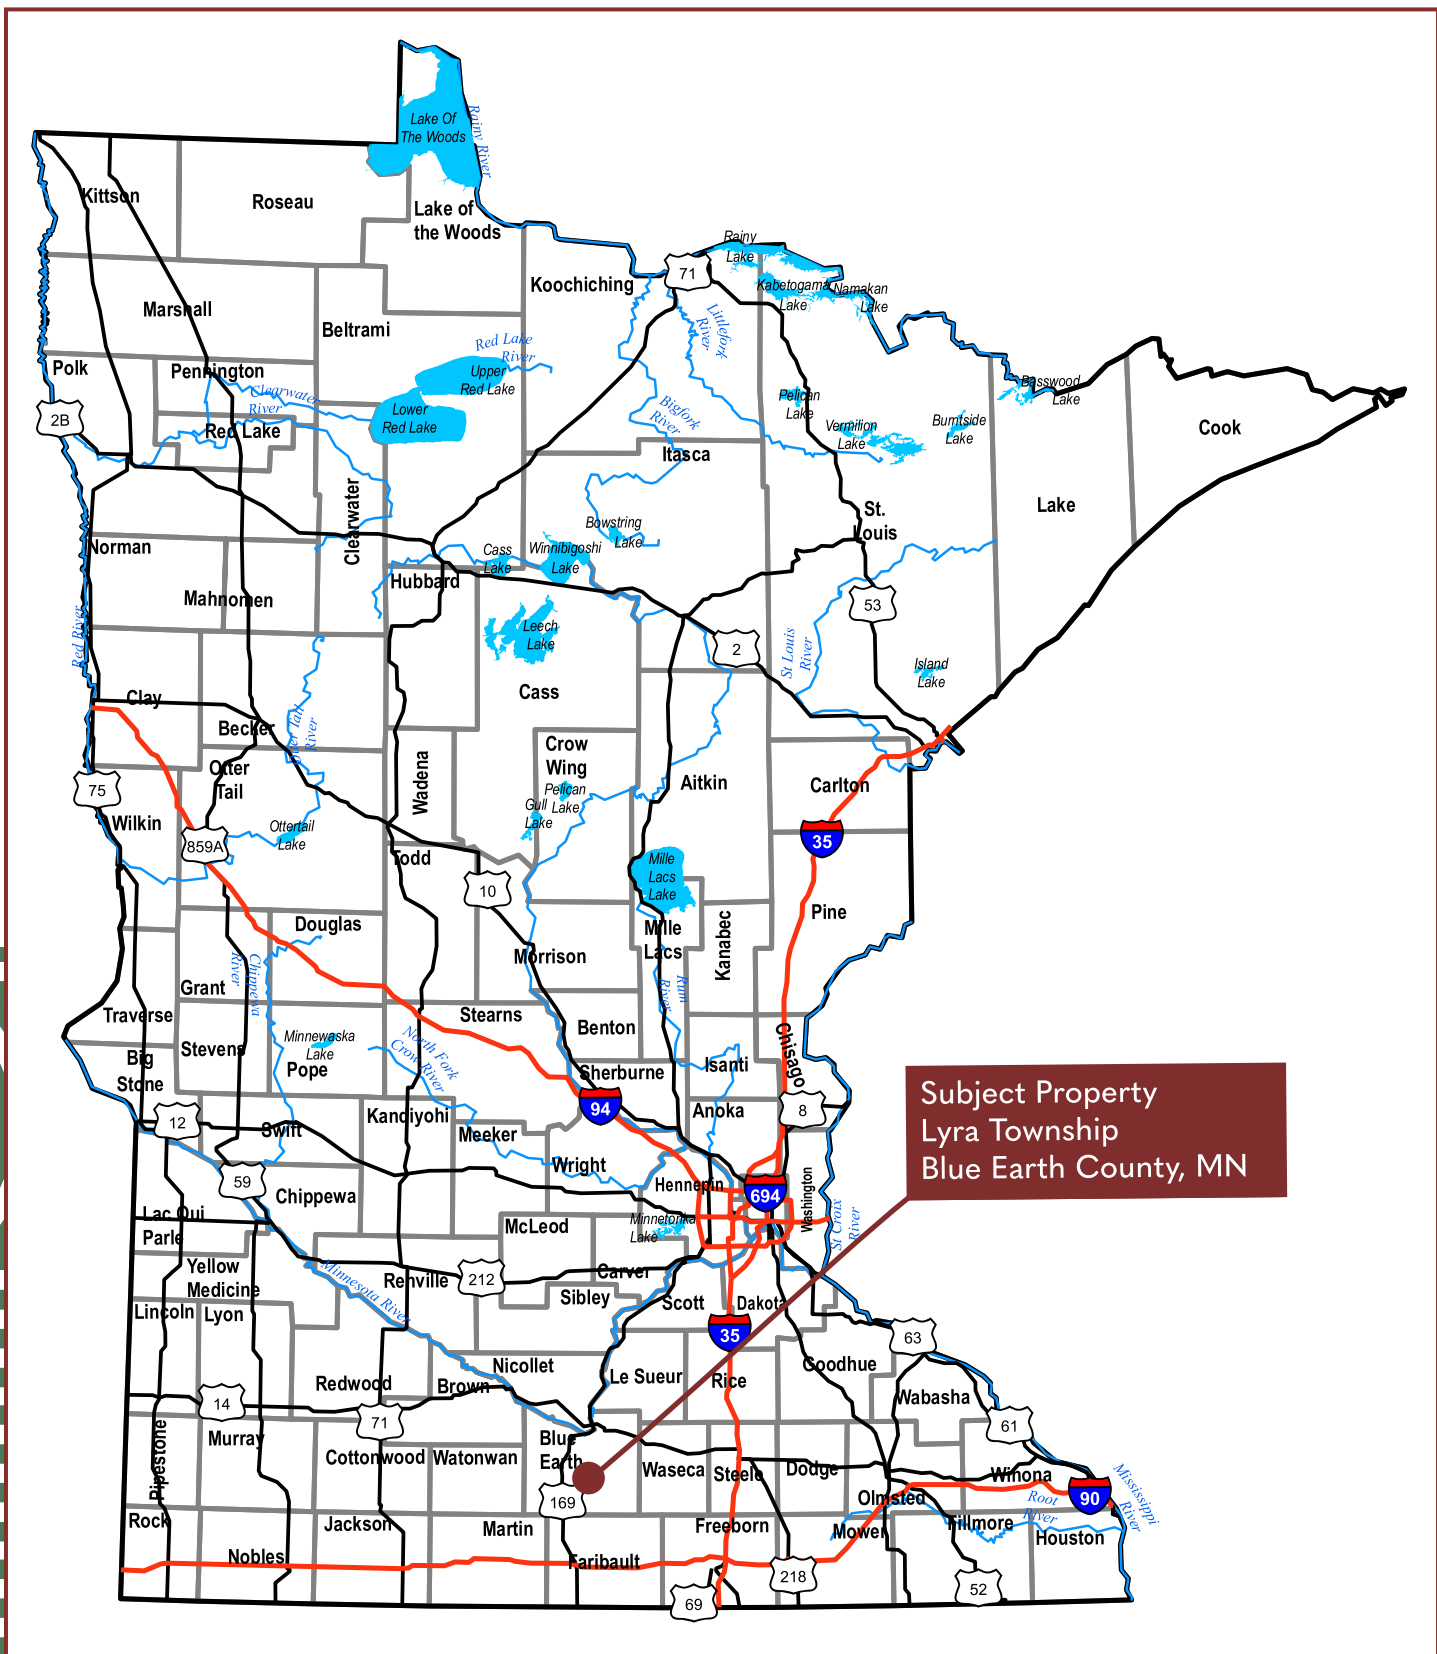 Lake Of
The Woods
Rainy River
Kittson
Roseau
Lake of
the Woods
Rainy
Lake
71
Koochiching
Kabetogama
Lake
Namakan
Lake
Marshall
Beltrami
Littlefork
River
Red Lake
River
Polk
Pennington
Upper
Red Lake
Clearwater
River
Basswood
Lake
Pelican
Lake
2B
Red Lake
Lower
Red Lake
Bigfork
River
Vermilion
Lake
Burntside
Lake
Cook
Itasca
Clearwater
Lake
St.
Louis
Bowstring
Lake
Norman
Cass
Lake
Winnibigoshi
Lake
Hubbard
Mahnomen
53
Red River
Leech
Lake
2
St Louis
River
Island
Lake
Clay
Cass
Becker
Otter Tail
River
Crow
Wing
Otter
Tail
Wadena
Aitkin
Carlton
75
Pelican
Lake
Gull
Lake
Wilkin
859A
Ottertail
Lake
35
Todd
Mille
Lacs
Lake
10
Pine
Douglas
Mille
Lacs
Kanabec
Morrison
Chippewa
River
Grant
Rum
River
Traverse
Stearns
Benton
Stevens
Minnewaska
Lake
Pope
North Fork
Crow River
Chisago
Big
Stone
Sherburne
Isanti
94
Kandiyohi
Anoka
8
12
Swift
Meeker
Subject Property
Lyra Township
Blue Earth County, MN
Wright
59
Chippewa
Hennepin
694
Washington
Lac Qui
Parle
McLeod
Minnetonka
Lake
St Croix
River
Yellow
Medicine
Minnesota River
Renville
212
Carver
Sibley
Scott
Dakota
Lincoln
Lyon
35
63
Nicollet
Le Sueur
Rice
Goodhue
Redwood
Brown
Wabasha
14
71
61
Pipestone
Murray
Cottonwood
Watonwan
Blue
Earth
Waseca
Steele
Dodge
Winona
Olmsted
90
Mississippi
River
169
Root
River
Rock
Jackson
Martin
Freeborn
Mower
Fillmore
Houston
Nobles
Faribault
218
52
69